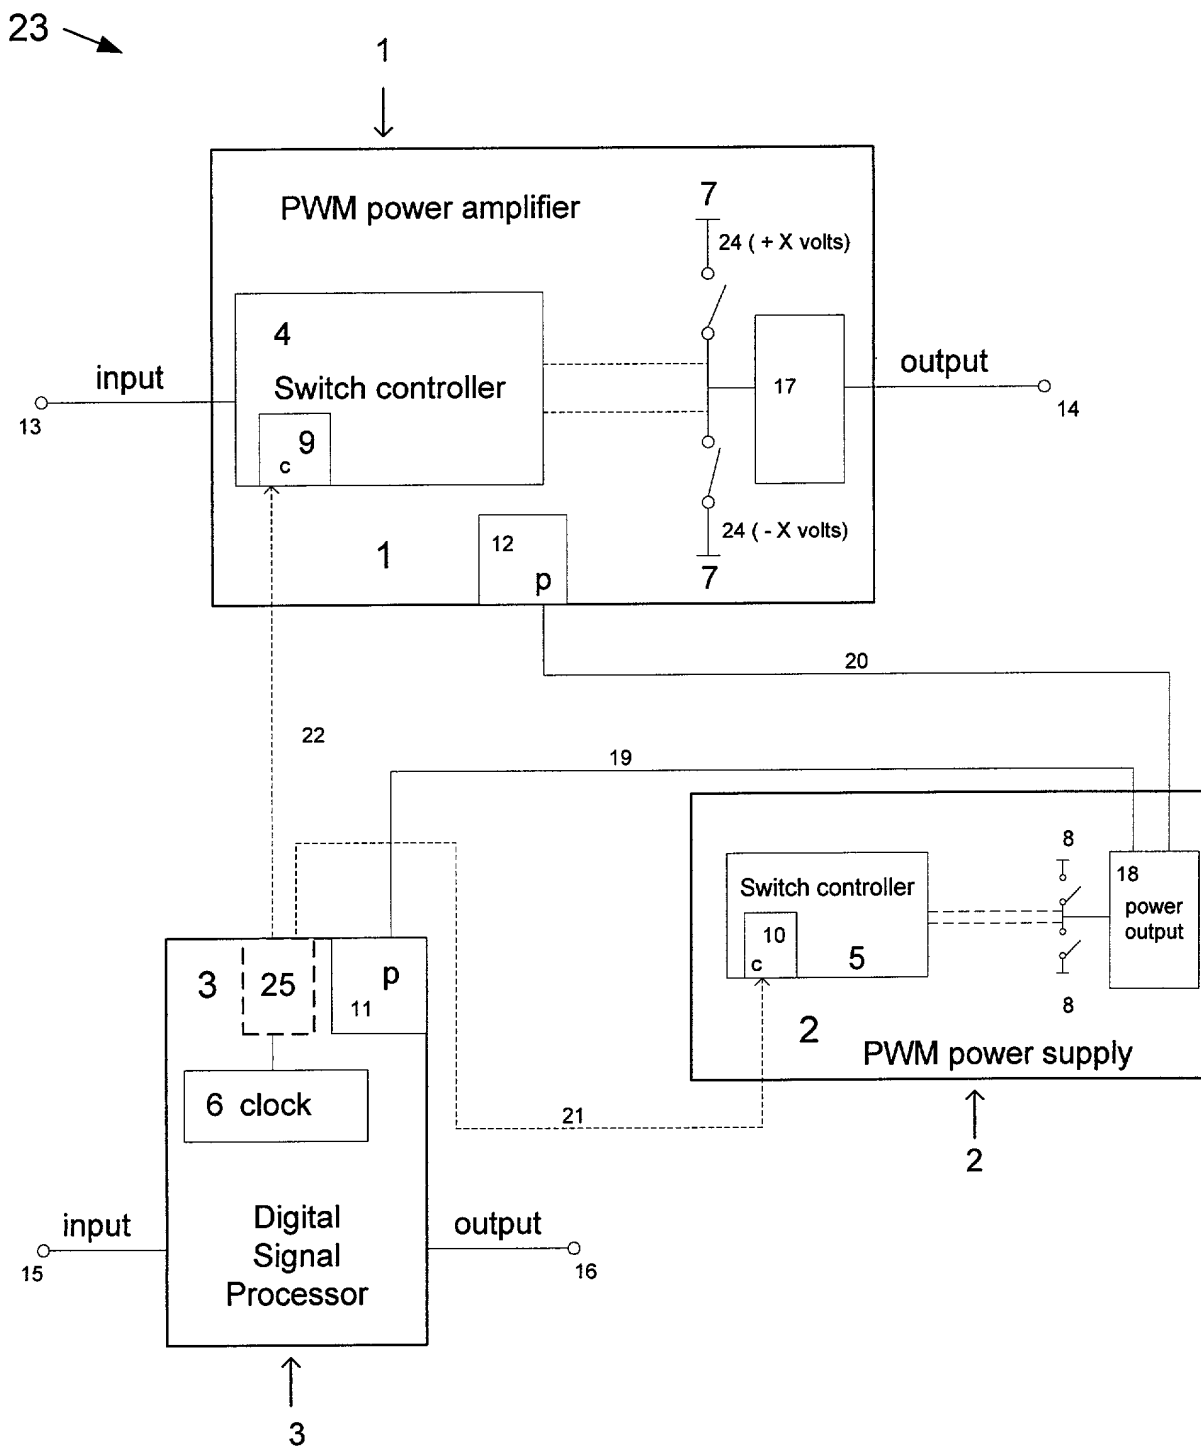 23
1
PWM power amplifier
7
24 ( + X volts)
4
Switch controller
input
13
9
c
17
output
14
24 ( - X volts)
7
12
p
1
20
22
19
8
18
power
output
Switch controller
10
c
5
8
2
PWM power supply
2
3
25
p
11
6 clock
21
input
15
Digital
Signal
Processor
output
16
3